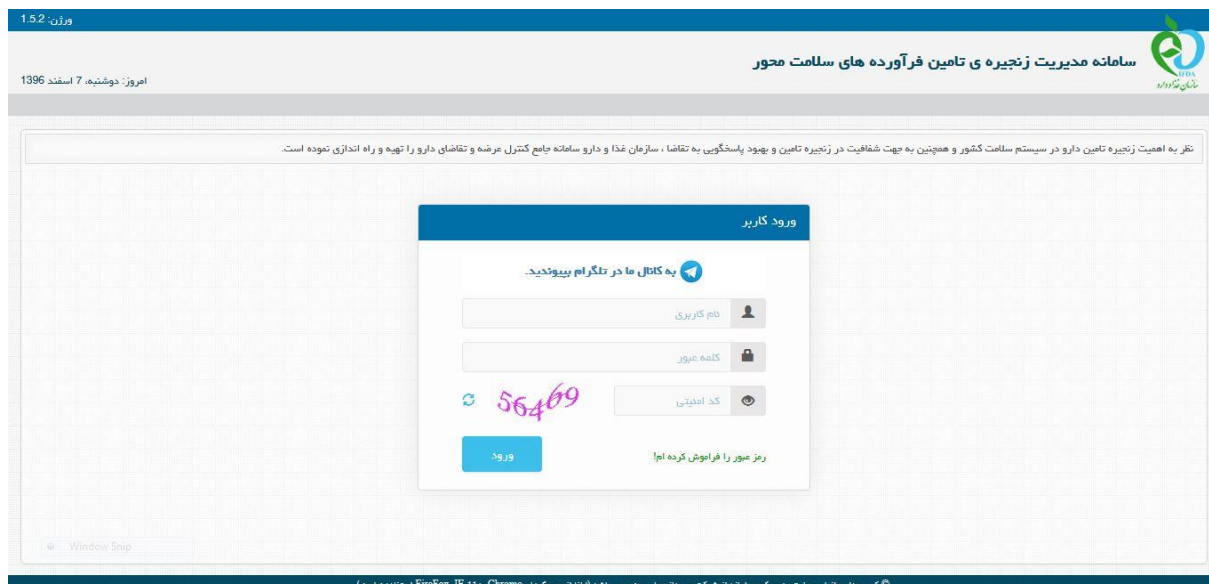 ورژن: 1.5.2
سامانه مدیریت زنجیره ی تامین فرآورده های سلامت محور
IFDA
سازمان غذا و دارو
امروز: دوشنبه، 7 اسفند 1396
نظر به اهمیت زنجیره تامین دارو در سیستم سلامت کشور و همچنین به جهت شفافیت در زنجیره تامین و بهبود پاسخگویی به تقاضا ، سازمان غذا و دارو سامانه جامع کنترل عرضه و تقاضای دارو را تهیه و راه اندازی نموده است.
ورود کاربر
به کانال ما در تلگرام بپیوندید.
نام کاربری
کلمه عبور
کد امنیتی
56469
رمز عبور را فراموش کرده ام!
ورود
Window Snip